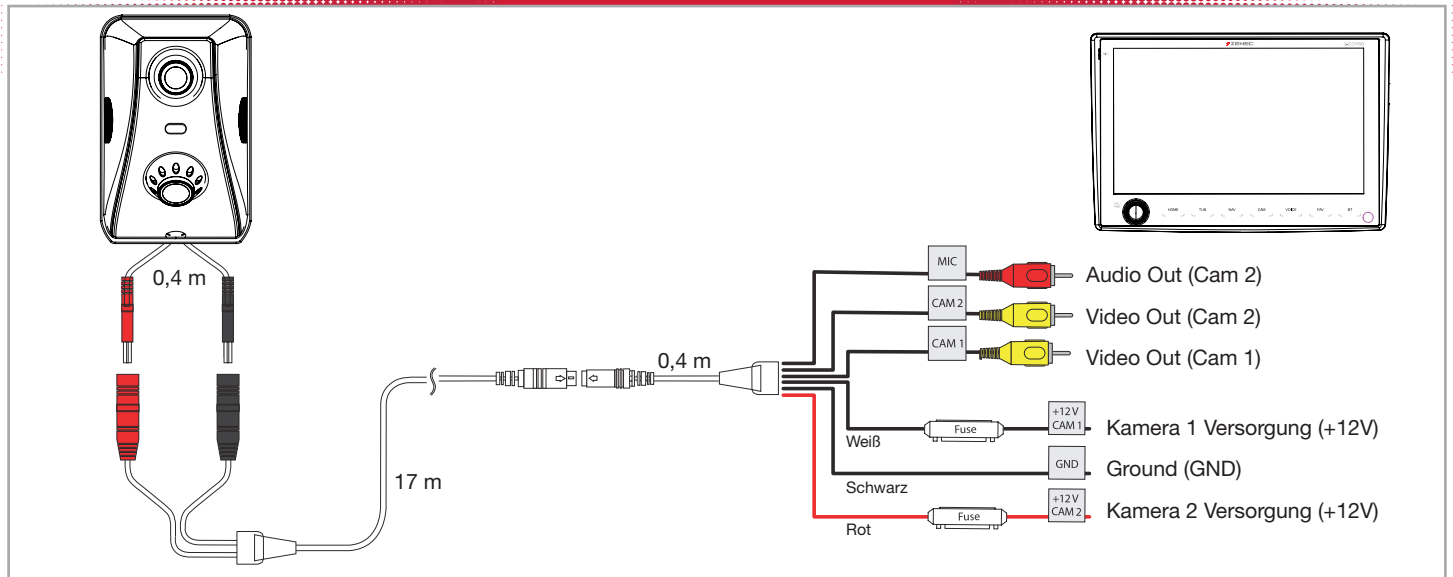 ZENEC
0,4 m
HOME TUN NAV CAM VOICE FAV BT
MIC
Audio Out (Cam 2)
CAM 2
Video Out (Cam 2)
CAM 1
Video Out (Cam 1)
0,4 m
17 m
Weiß
Fuse
+12V
CAM 1
Kamera 1 Versorgung (+12V)
Schwarz
GND
Ground (GND)
Rot
Fuse
+12V
CAM 2
Kamera 2 Versorgung (+12V)